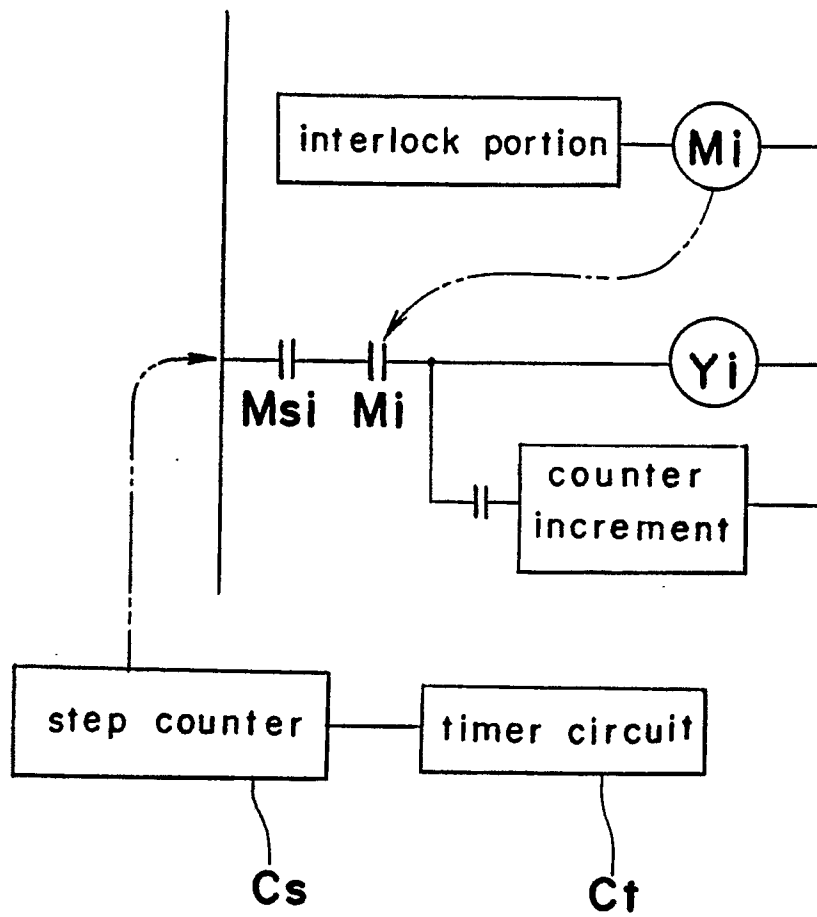 interlock portion
Mi
Yi
Msi Mi
counter
increment
step counter
timer circuit
Cs
Ct